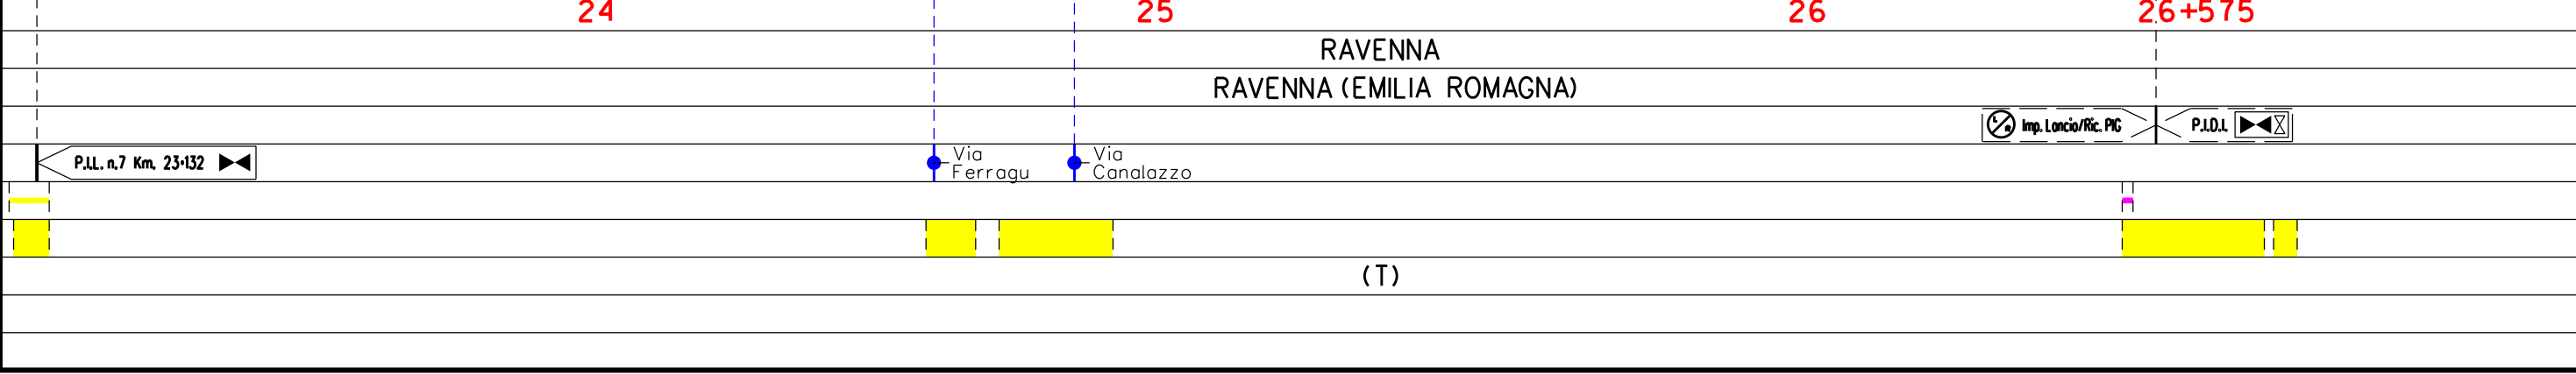 24 25 26 26+575
RAVENNA
RAVENNA (EMILIA ROMAGNA)
Imp. Lancio/Ric. PIG P.I.D.I.
P.I.L. n.7 Km. 23+132
Via
Ferragu
Via
Canalazzo
(T)